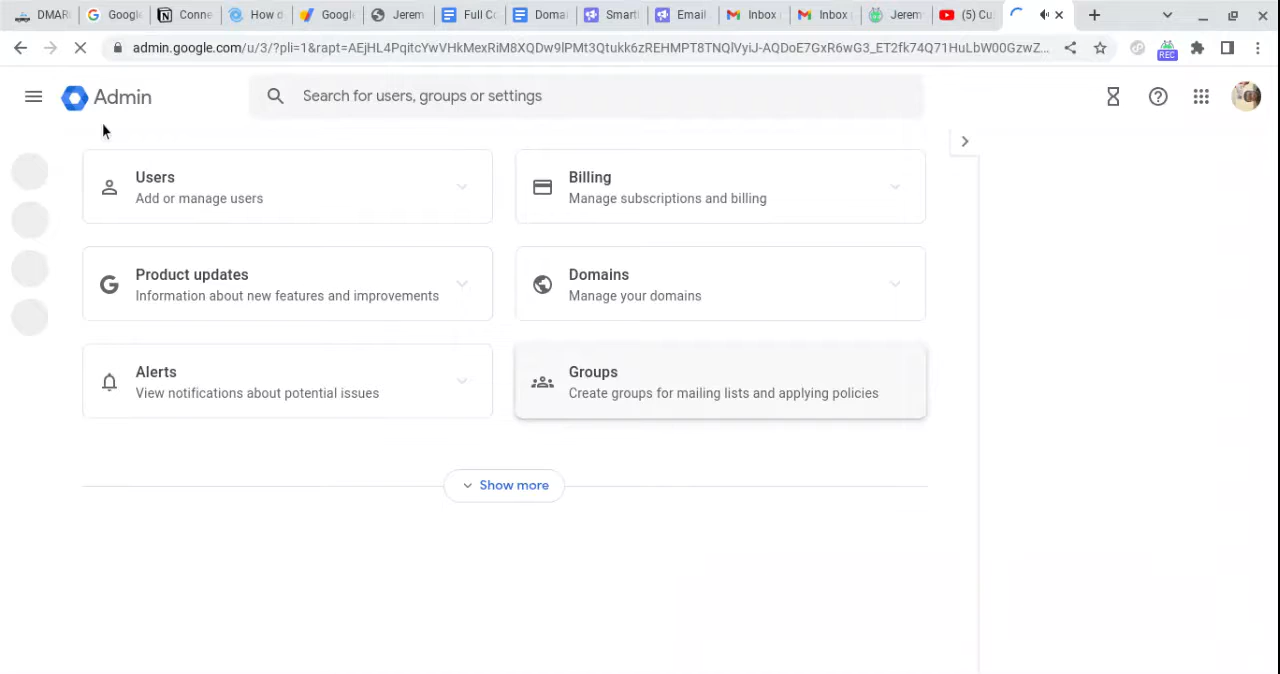 DMAR
Googl
Conne
How d
Googl
Jerem
Full Co
Domai
Smart
Email
Inbox
Inbox
Jerem
(5) Cu
admin.google.com/u/3/?pli=1&rapt=AEjHL4PqitcYwVHkMexRiM8XQDw9lPMt3Qtukk6zREHMPT8TNQlVyiJ-AQDoE7GxR6wG3_ET2fk74Q71HuLbW00GzwZ...
REC
Admin
Search for users, groups or settings
Users
Add or manage users
Billing
Manage subscriptions and billing
Product updates
Information about new features and improvements
Domains
Manage your domains
Alerts
View notifications about potential issues
Groups
Create groups for mailing lists and applying policies
Show more